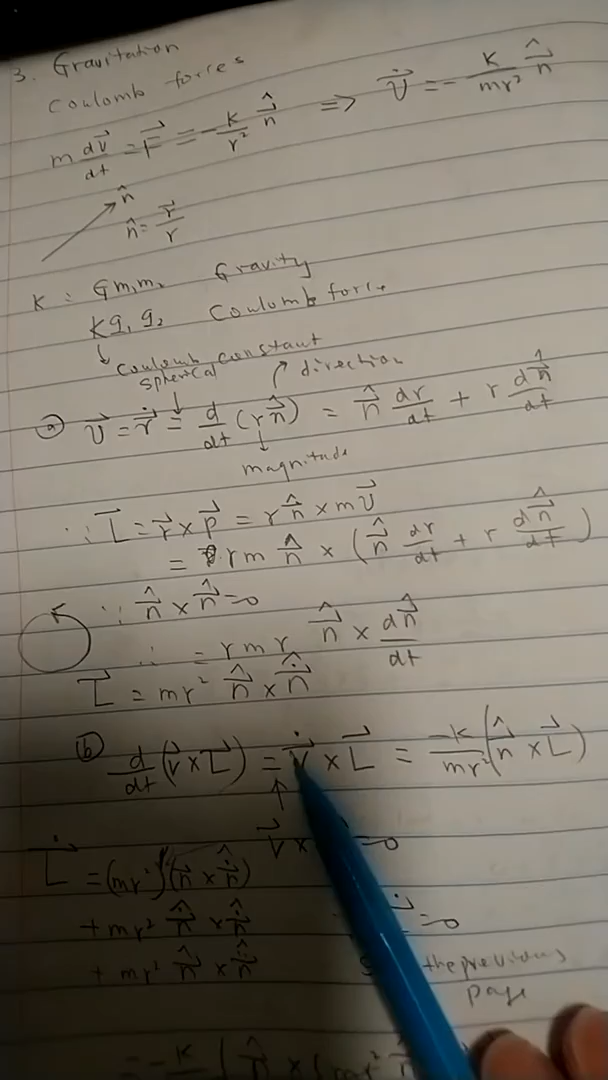 3. Gravitation
Coulomb forces
m dv⃗/dt = F⃗ = -k/r² n̂ ⇒ v⃗̇ = -k/mr² n̂
n̂
n̂ = r⃗/r
K : Gm₁m₂ Gravity
Kq₁q₂ Coulomb force
↳ Coulomb constant
spherical direction
ⓐ v⃗ = r⃗̇ = d/dt (r n̂) = n̂ dr/dt + r dn̂/dt
magnitude
∵ L⃗ = r⃗ × p⃗ = r n̂ × m v⃗
= r m n̂ × (n̂ dr/dt + r dn̂/dt)
∵ n̂ × n̂ = 0
∴ = r m r n̂ × dn̂/dt
L⃗ = mr² n̂ × n̂̇
ⓑ d/dt (v⃗ × L⃗) = v⃗̇ × L⃗ = -k/mr² (n̂ × L⃗)
v⃗ × = 0
L⃗̇ = (mr²)̇ (n̂ × n̂̇)
+ mr² n̂̇ × n̂̇
+ mr² n̂ × n̂̈
= 0
the previous
page